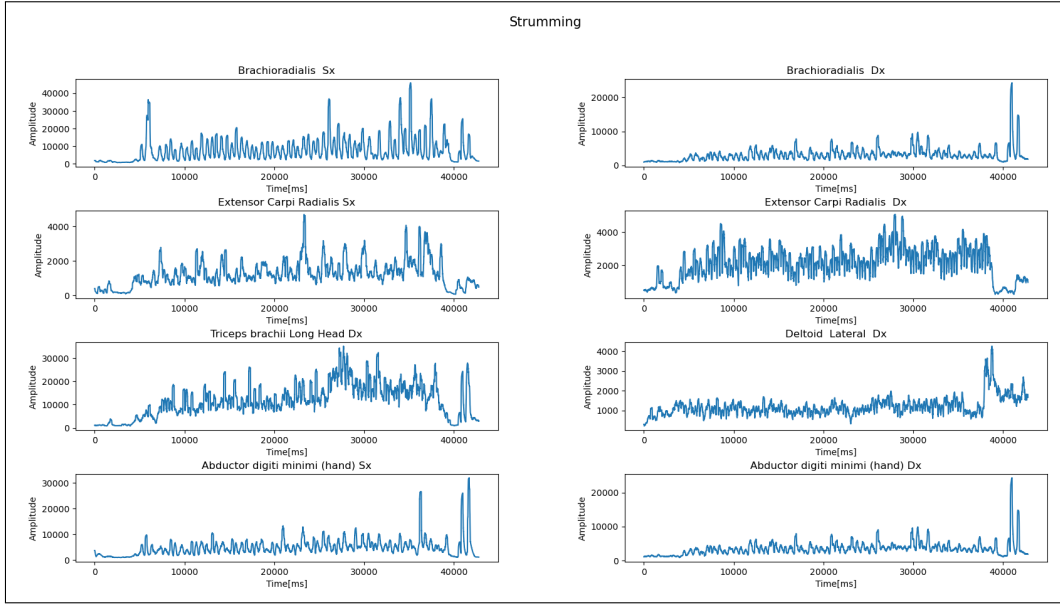 Strumming
Brachioradialis  Sx
Amplitude
40000
30000
20000
10000
0
0 10000 20000 30000 40000
Time[ms]
Brachioradialis  Dx
Amplitude
20000
10000
0
0 10000 20000 30000 40000
Time[ms]
Extensor Carpi Radialis Sx
Amplitude
4000
2000
0
0 10000 20000 30000 40000
Time[ms]
Extensor Carpi Radialis  Dx
Amplitude
4000
2000
0 10000 20000 30000 40000
Time[ms]
Triceps brachii Long Head Dx
Amplitude
30000
20000
10000
0
0 10000 20000 30000 40000
Time[ms]
Deltoid  Lateral  Dx
Amplitude
4000
3000
2000
1000
0 10000 20000 30000 40000
Time[ms]
Abductor digiti minimi (hand) Sx
Amplitude
30000
20000
10000
0
0 10000 20000 30000 40000
Time[ms]
Abductor digiti minimi (hand) Dx
Amplitude
20000
10000
0
0 10000 20000 30000 40000
Time[ms]